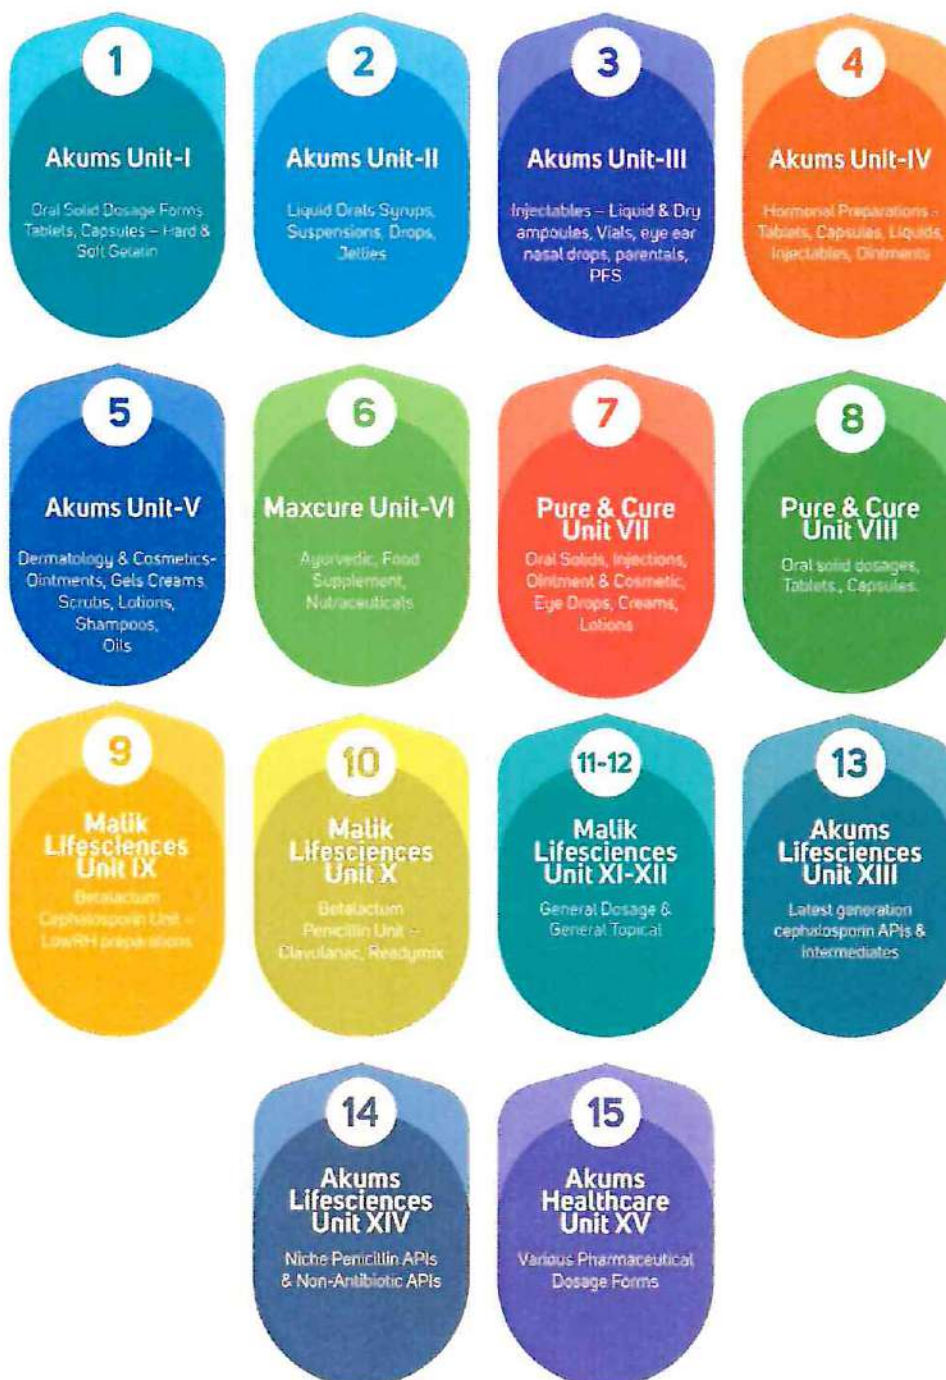 1
Akums Unit-I
Oral Solid Dosage Forms
Tablets, Capsules – Hard &
Soft Gelatin
2
Akums Unit-II
Liquid Orals Syrups,
Suspensions, Drops,
Jellies
3
Akums Unit-III
Injectables – Liquid & Dry
ampoules, Vials, eye ear
nasal drops, parentals,
PFS
4
Akums Unit-IV
Hormonal Preparations -
Tablets, Capsules, Liquids,
Injectables, Ointments
5
Akums Unit-V
Dermatology & Cosmetics-
Ointments, Gels Creams
Scrubs, Lotions,
Shampoos,
Oils
6
Maxcure Unit-VI
Ayurvedic, Food
Supplement,
Nutraceuticals
7
Pure & Cure
Unit VII
Oral Solids, Injections,
Ointment & Cosmetic,
Eye Drops, Creams,
Lotions
8
Pure & Cure
Unit VIII
Oral solid dosages,
Tablets., Capsules.
9
Malik
Lifesciences
Unit IX
Betalactum
Cephalosporin Unit –
LowRH preparations
10
Malik
Lifesciences
Unit X
Betalactum
Penicillin Unit –
Clavulanac, Readymix
11-12
Malik
Lifesciences
Unit XI-XII
General Dosage &
General Topical
13
Akums
Lifesciences
Unit XIII
Latest generation
cephalosporin APIs &
Intermediates
14
Akums
Lifesciences
Unit XIV
Niche Penicillin APIs
& Non-Antibiotic APIs
15
Akums
Healthcare
Unit XV
Various Pharmaceutical
Dosage Forms